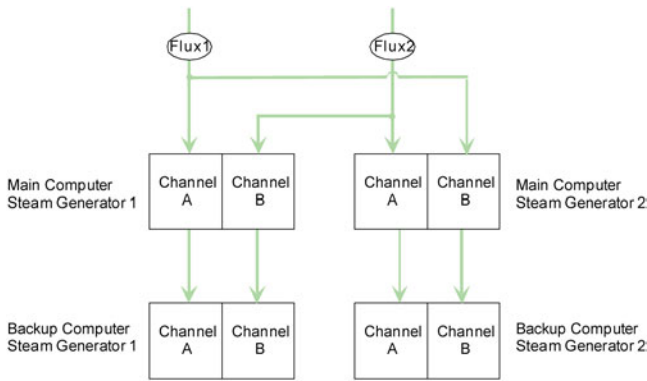 Flux1
Flux2
Main Computer
Steam Generator 1
Channel
A
Channel
B
Channel
A
Channel
B
Main Computer
Steam Generator 2:
Backup Computer
Steam Generator 1
Channel
A
Channel
B
Channel
A
Channel
B
Backup Computer
Steam Generator 2: